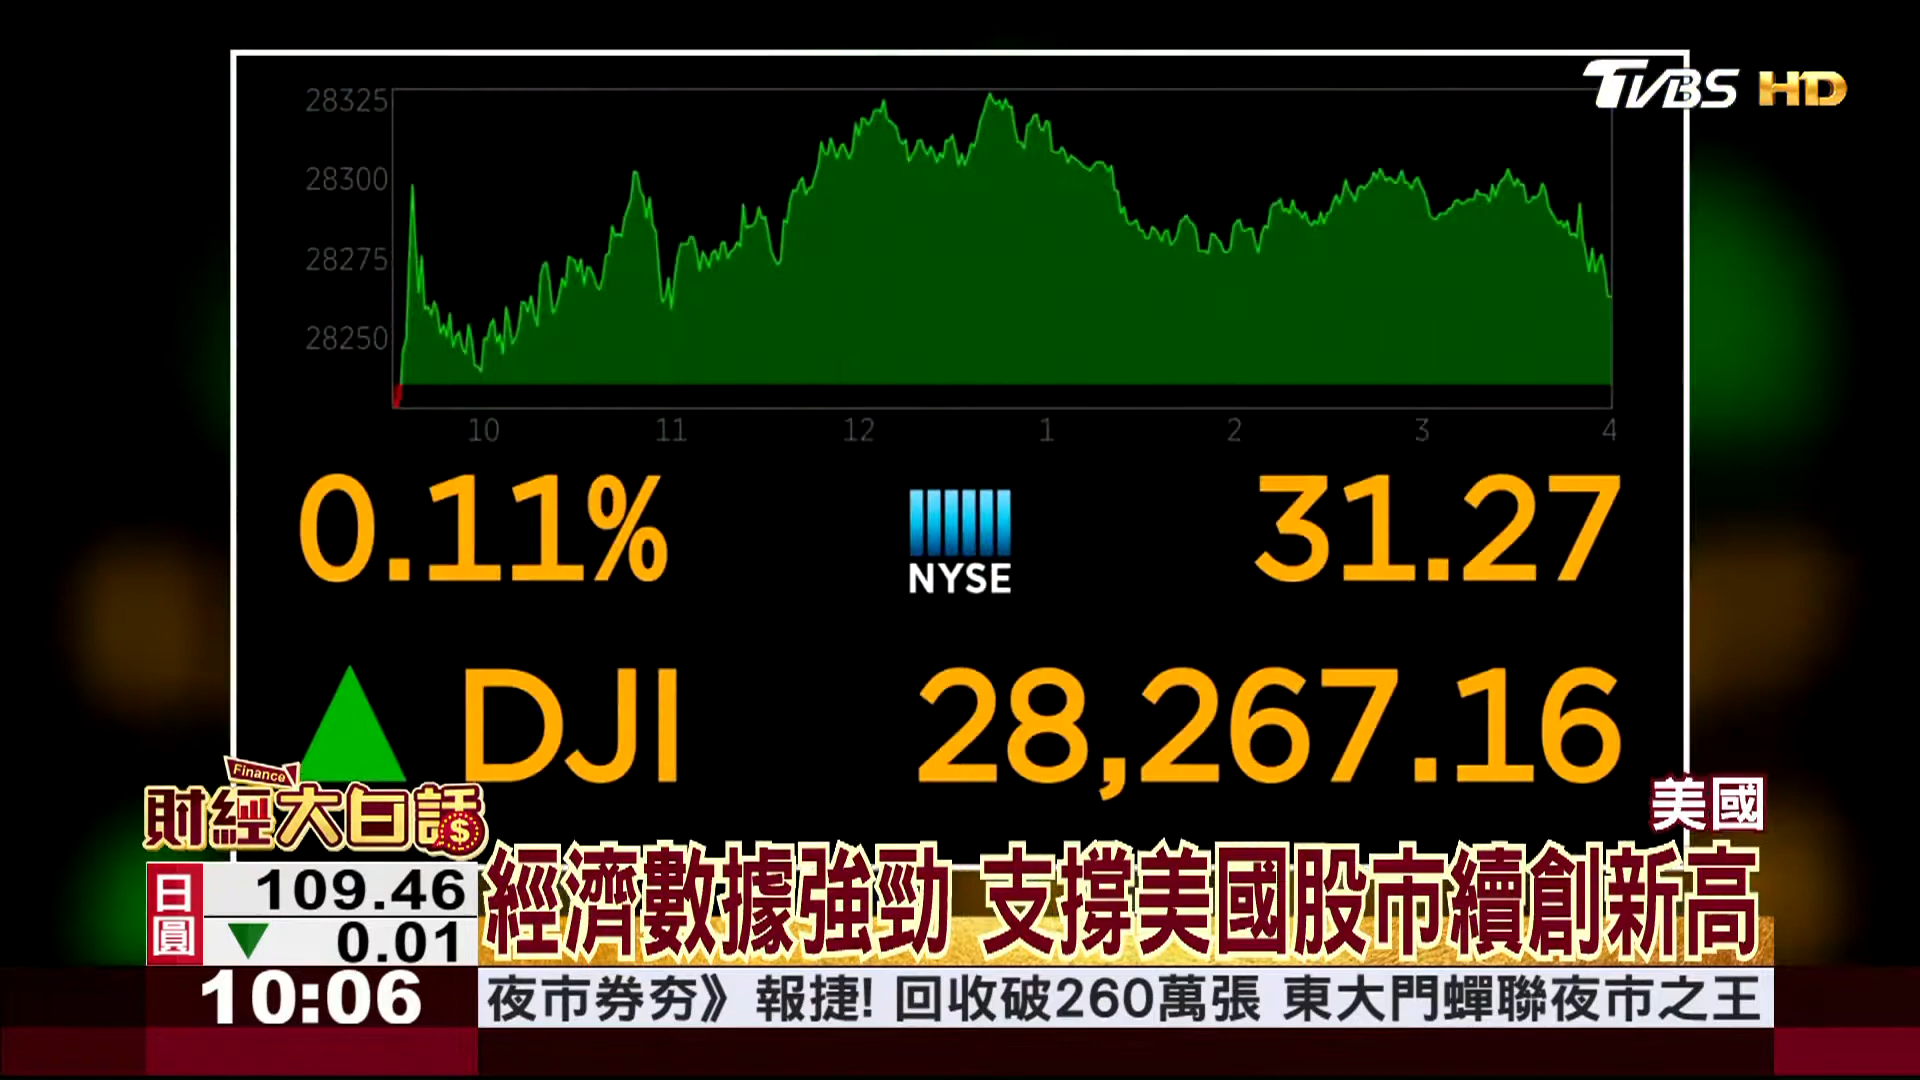 TVBS HD
28325
28300
28275
28250
10 11 12 1 2 3 4
0.11% NYSE 31.27
DJI 28,267.16
Finance
財經大白話
美國
日圓 109.46
0.01
經濟數據強勁 支撐美國股市續創新高
10:06
夜市券夯》報捷! 回收破260萬張 東大門蟬聯夜市之王